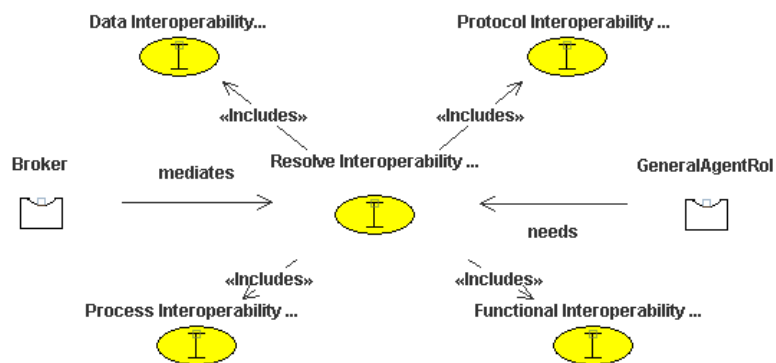 Data Interoperability...
Protocol Interoperability ...
«Includes»
«Includes»
Broker
mediates
Resolve Interoperability ...
GeneralAgentRol
needs
«Includes»
«Includes»
Process Interoperability ...
Functional Interoperability ...